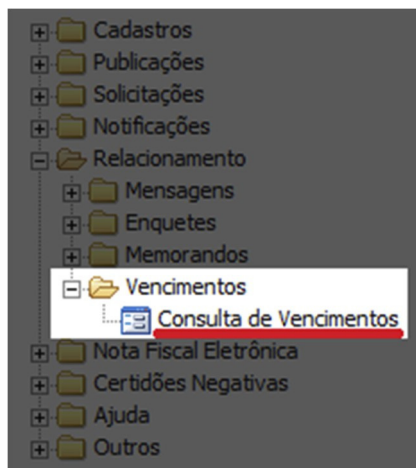 Cadastros
Publicações
Solicitações
Notificações
Relacionamento
Mensagens
Enquetes
Memorandos
Vencimentos
Consulta de Vencimentos
Nota Fiscal Eletrônica
Certidões Negativas
Ajuda
Outros